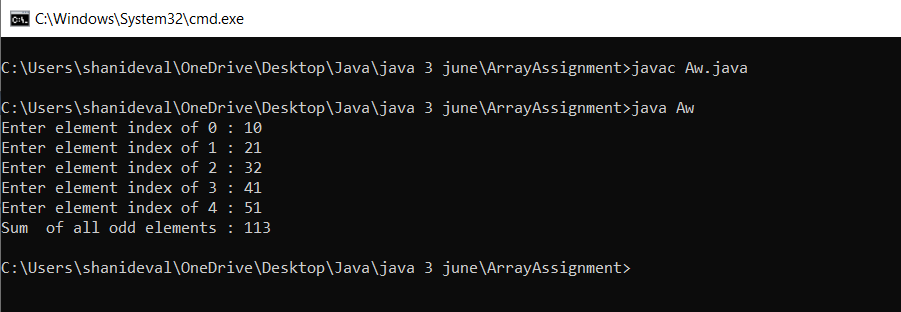 C:\Windows\System32\cmd.exe
C:\Users\shanideval\OneDrive\Desktop\Java\java 3 june\ArrayAssignment>javac Aw.java
C:\Users\shanideval\OneDrive\Desktop\Java\java 3 june\ArrayAssignment>java Aw
Enter element index of 0 : 10
Enter element index of 1 : 21
Enter element index of 2 : 32
Enter element index of 3 : 41
Enter element index of 4 : 51
Sum  of all odd elements : 113
C:\Users\shanideval\OneDrive\Desktop\Java\java 3 june\ArrayAssignment>